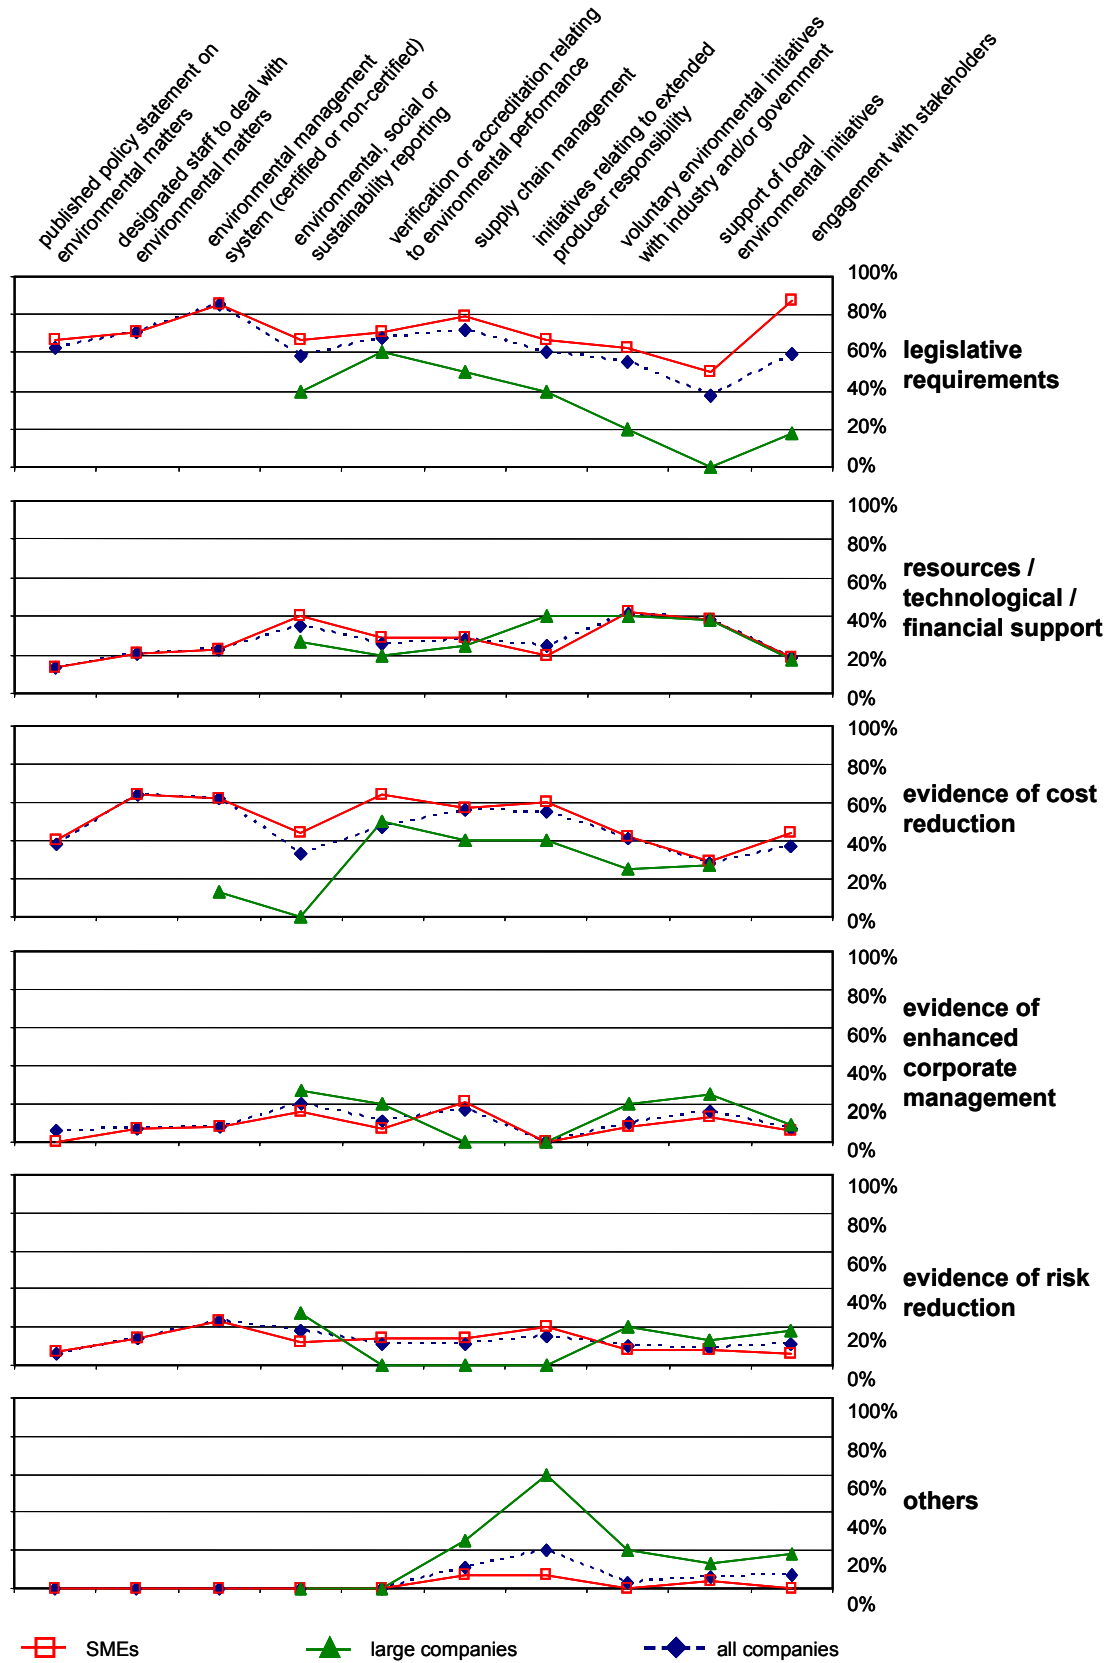 published policy statement on
environmental matters
designated staff to deal with
environmental matters
environmental management
system (certified or non-certified)
environmental, social or
sustainability reporting
verification or accreditation relating
to environmental performance
supply chain management
initiatives relating to extended
producer responsibility
voluntary environmental initiatives
with industry and/or government
support of local
environmental initiatives
engagement with stakeholders
100%
80%
60%
40%
20%
0%
legislative
requirements
100%
80%
60%
40%
20%
0%
resources /
technological /
financial support
100%
80%
60%
40%
20%
0%
evidence of cost
reduction
100%
80%
60%
40%
20%
0%
evidence of
enhanced
corporate
management
100%
80%
60%
40%
20%
0%
evidence of risk
reduction
100%
80%
60%
40%
20%
0%
others
SMEs
large companies
all companies